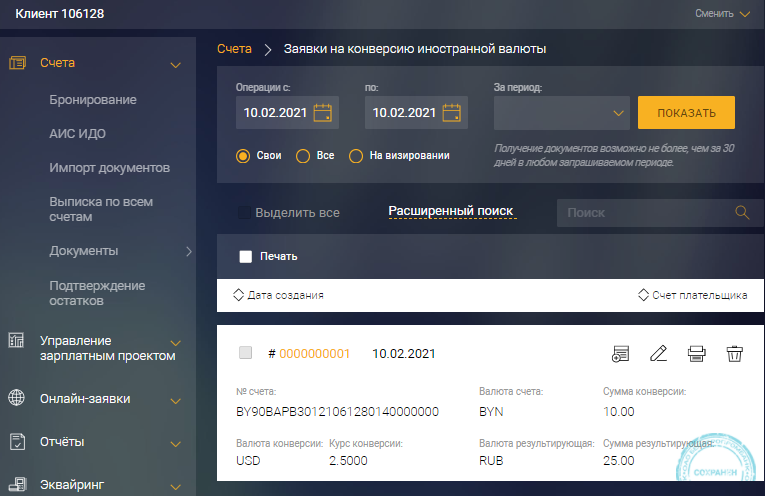 Клиент 106128
Сменить
Счета
Бронирование
АИС ИДО
Импорт документов
Выписка по всем
счетам
Документы
Подтверждение
остатков
Управление
зарплатным проектом
Онлайн-заявки
Отчёты
Эквайринг
Счета > Заявки на конверсию иностранной валюты
Операции с: по: За период:
10.02.2021 10.02.2021 ПОКАЗАТЬ
Свои Все На визировании
Получение документов возможно не более, чем за 30
дней в любом запрашиваемом периоде.
Выделить все Расширенный поиск Поиск
Печать
Дата создания Счет плательщика
# 0000000001 10.02.2021
№ счета: Валюта счета: Сумма конверсии:
BY90BAPB30121061280140000000 BYN 10.00
Валюта конверсии: Курс конверсии: Валюта результирующая: Сумма результирующая:
USD 2.5000 RUB 25.00
СОХРАНЕН